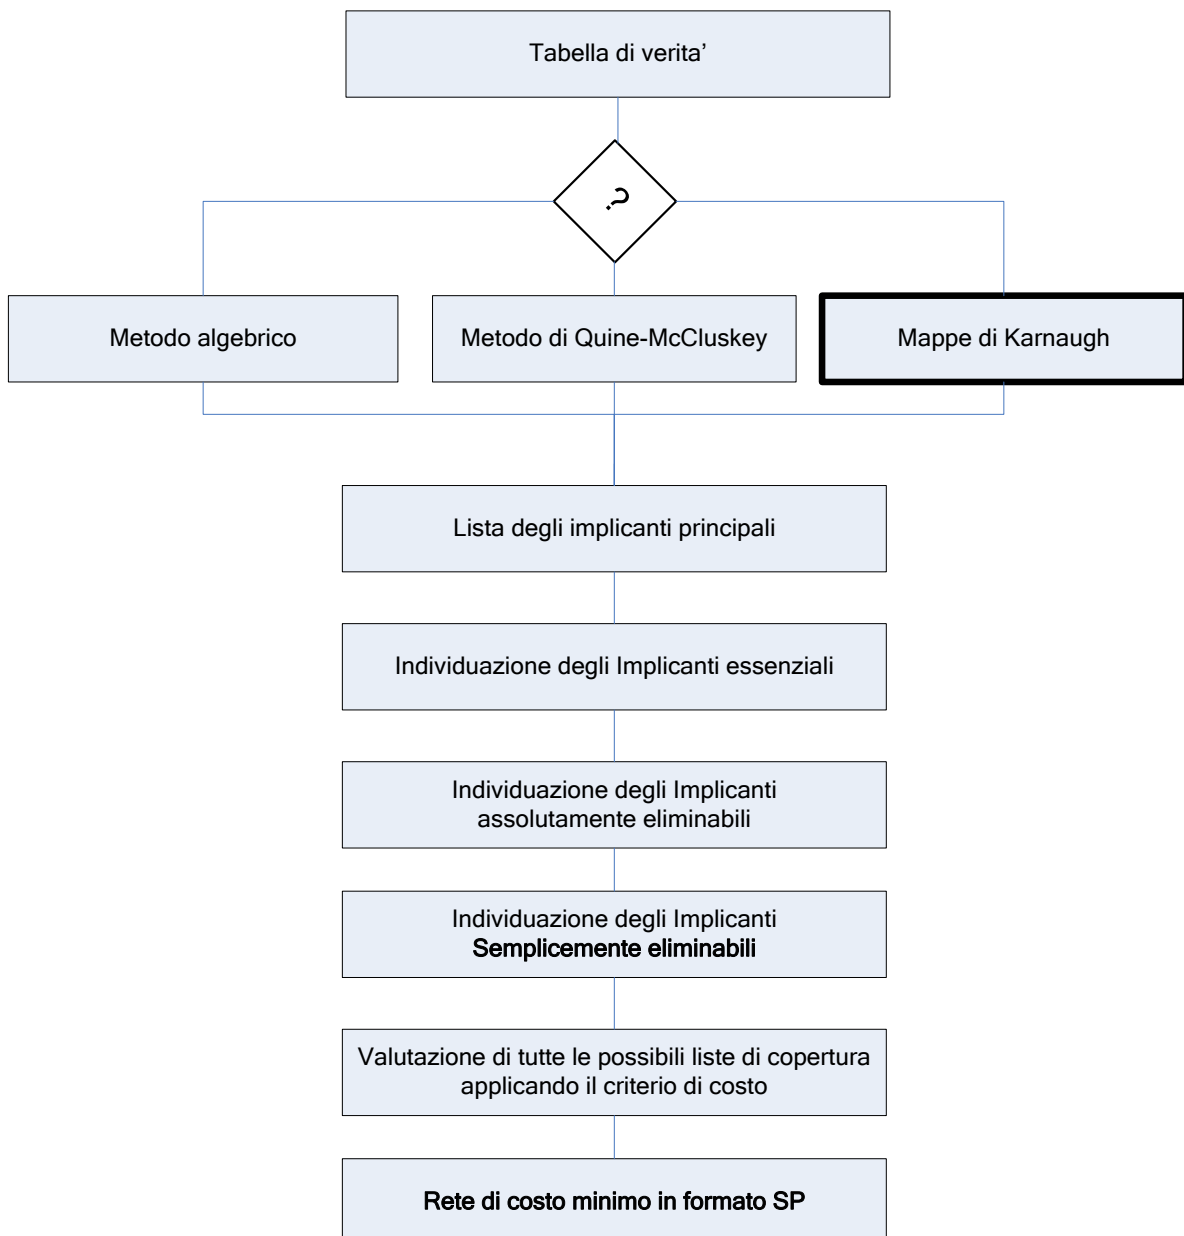 Tabella di verita’
?
Metodo algebrico
Metodo di Quine-McCluskey
Mappe di Karnaugh
Lista degli implicanti principali
Individuazione degli Implicanti essenziali
Individuazione degli Implicanti
assolutamente eliminabili
Individuazione degli Implicanti
Semplicemente eliminabili
Valutazione di tutte le possibili liste di copertura
applicando il criterio di costo
Rete di costo minimo in formato SP